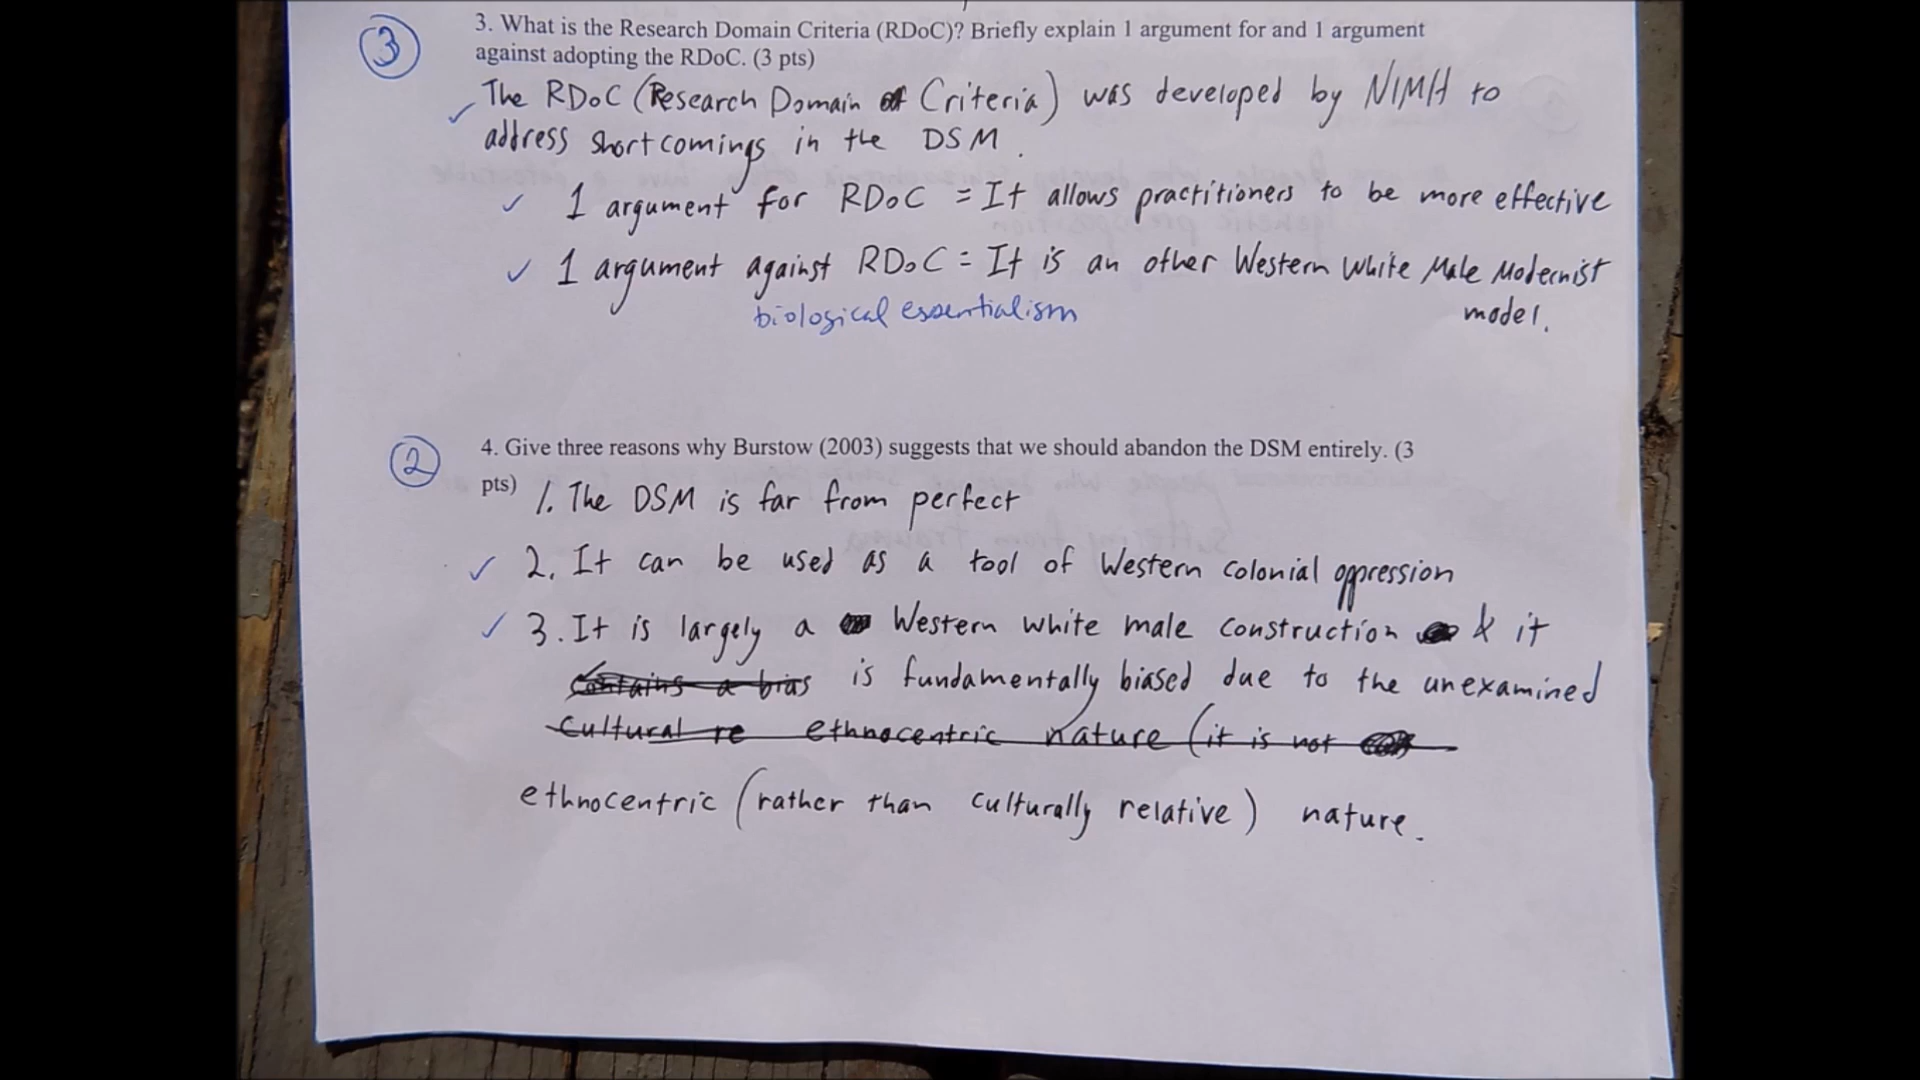 3
3. What is the Research Domain Criteria (RDoC)? Briefly explain 1 argument for and 1 argument
against adopting the RDoC. (3 pts)
✓ The RDoC (Research Domain of Criteria) was developed by NIMH to
address shortcomings in the DSM.
✓ 1 argument for RDoC = It allows practitioners to be more effective
✓ 1 argument against RDoC = It is an other Western White Male Modernist
model.
biological essentialism
2
4. Give three reasons why Burstow (2003) suggests that we should abandon the DSM entirely. (3
pts) 1. The DSM is far from perfect
✓ 2. It can be used as a tool of Western colonial oppression
✓ 3. It is largely a Western white male construction & it
contains a bias is fundamentally biased due to the unexamined
cultural re ethnocentric nature (it is not
ethnocentric (rather than culturally relative) nature.